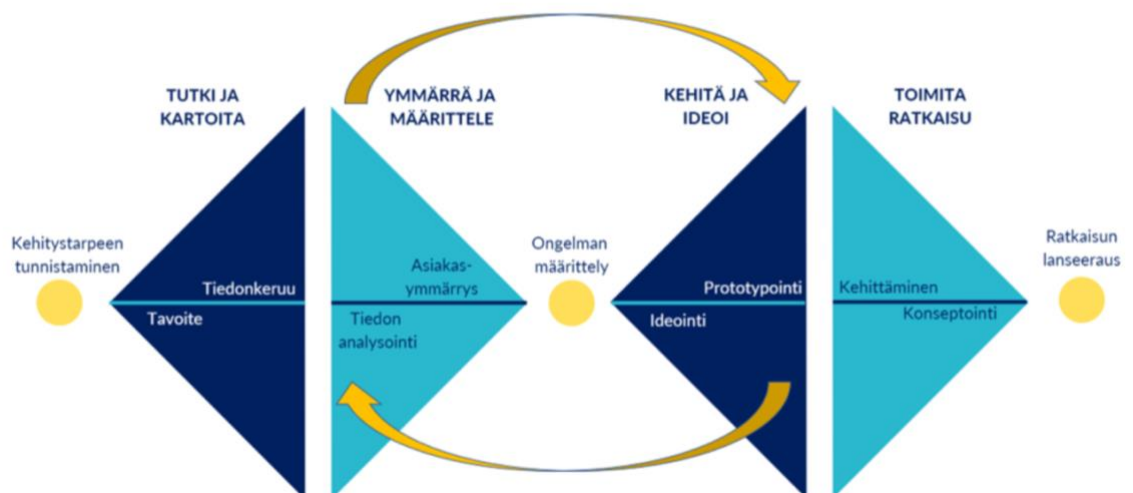 TUTKI JA
KARTOITA
YMMÄRRÄ JA
MÄÄRITTELE
KEHITÄ JA
IDEOI
TOIMITA
RATKAISU
Kehitystarpeen
tunnistaminen
Tiedonkeruu
Tavoite
Asiakas-
ymmärrys
Tiedon
analysointi
Ongelman
määrittely
Prototypointi
Ideointi
Kehittäminen
Konseptointi
Ratkaisun
lanseeraus